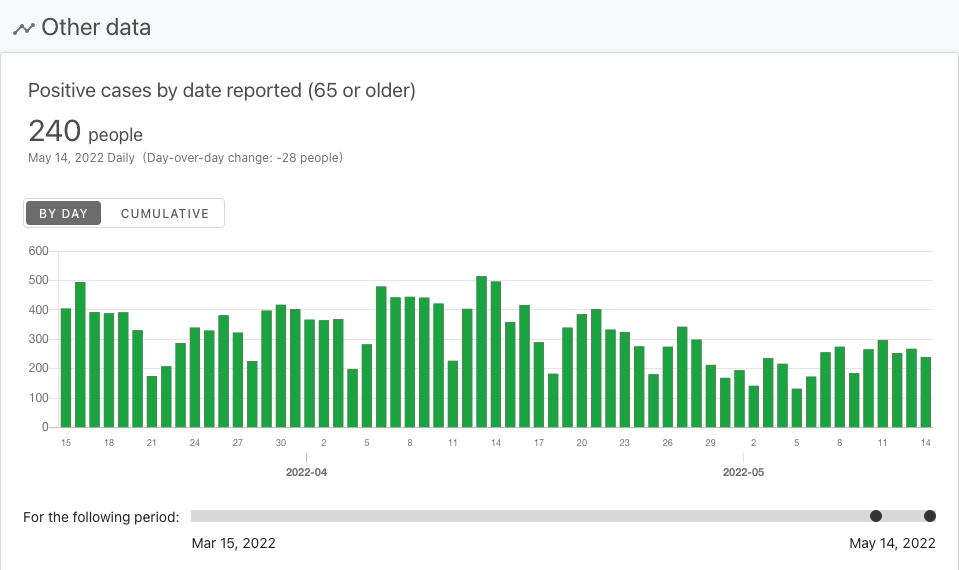 Other data
Positive cases by date reported (65 or older)
240 people
May 14, 2022 Daily (Day-over-day change: -28 people)
BY DAY CUMULATIVE
600
500
400
300
200
100
0
15 18 21 24 27 30 2 5 8 11 14 17 20 23 26 29 2 5 8 11 14
2022-04 2022-05
For the following period:
Mar 15, 2022 May 14, 2022